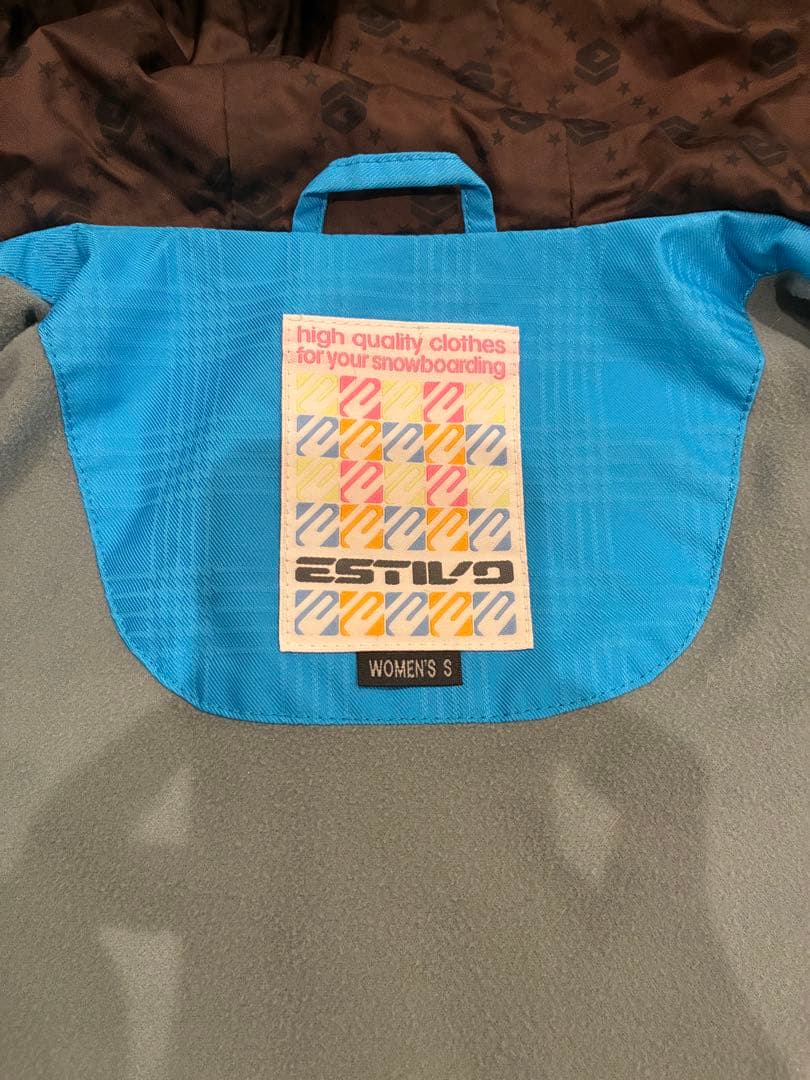 high quality clothes
for your snowboarding
ESTIVO
WOMEN'S S